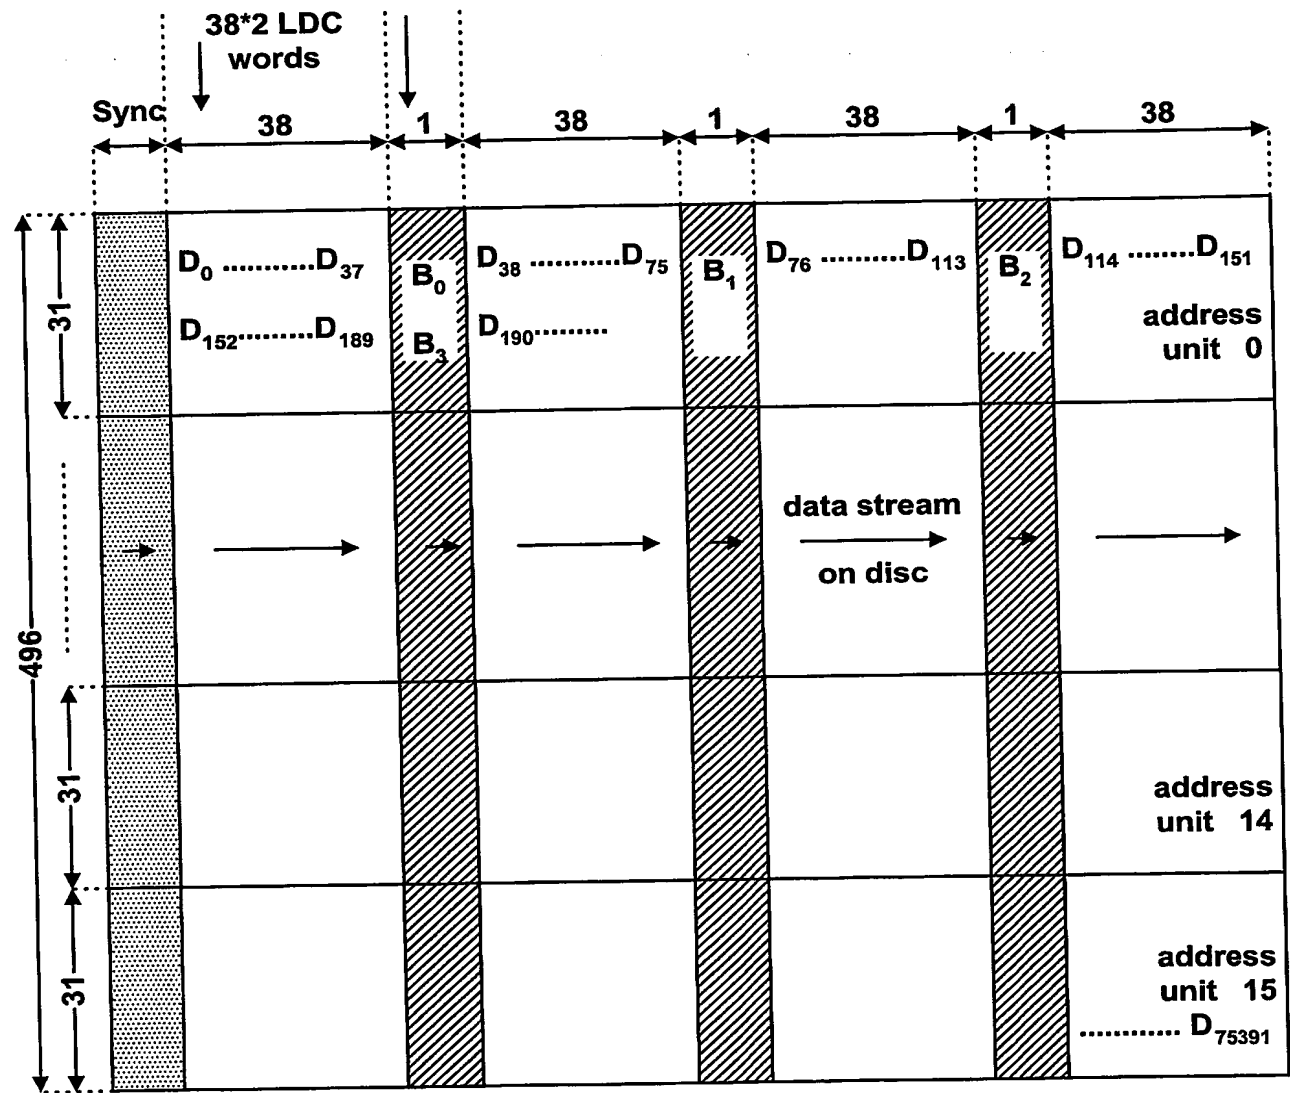 38*2 LDC
words
Sync
38 1 38 1 38 1 38
D0 ...........D37 B0 D38 ...........D75 B1 D76 ..........D113 B2 D114 ........D151
31
D152.........D189 B3 D190.........
address
unit 0
data stream
on disc
496
31
address
unit 14
31
address
unit 15
............ D75391